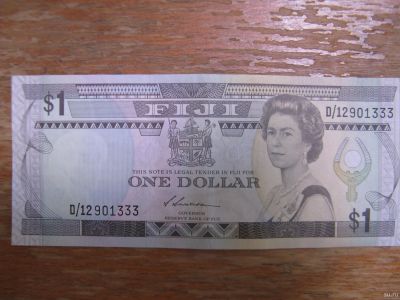 $1
FIJI
D/12901333
THIS NOTE IS LEGAL TENDER IN FIJI FOR
ONE DOLLAR
D/12901333
GOVERNOR
RESERVE BANK OF FIJI
$1